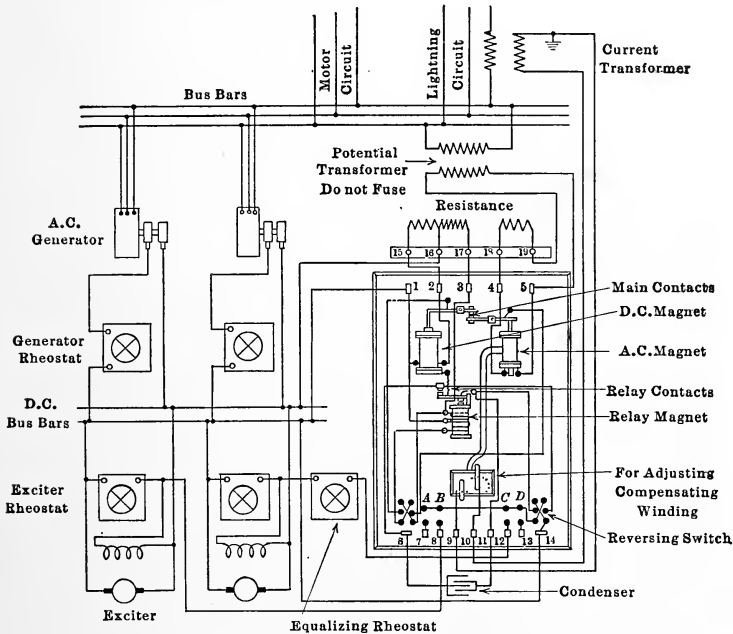 Motor
Circuit
Lightning
Circuit
Current
Transformer
Bus Bars
Potential
Transformer
Do not Fuse
Resistance
A.C.
Generator
15 16 17 18 19
1 2 3 4 5
Main Contacts
D.C.Magnet
A.C.Magnet
Generator
Rheostat
D.C.
Bus Bars
Relay Contacts
Relay Magnet
Exciter
Rheostat
For Adjusting
Compensating
Winding
A B C D
Reversing Switch
6 7 8 9 10 11 12 13 14
Condenser
Exciter
Equalizing Rheostat